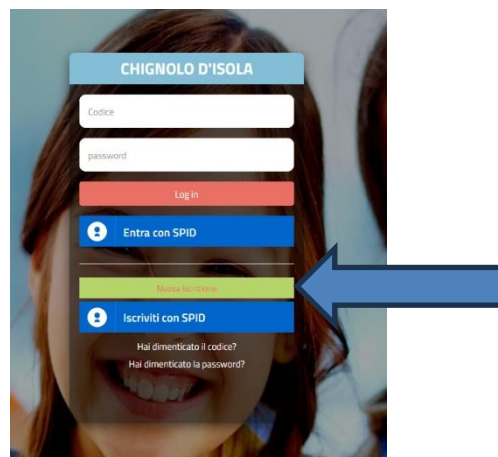 CHIGNOLO D'ISOLA
Codice
password
Log in
Entra con SPID
Nuova Iscrizione
Iscriviti con SPID
Hai dimenticato il codice?
Hai dimenticato la password?